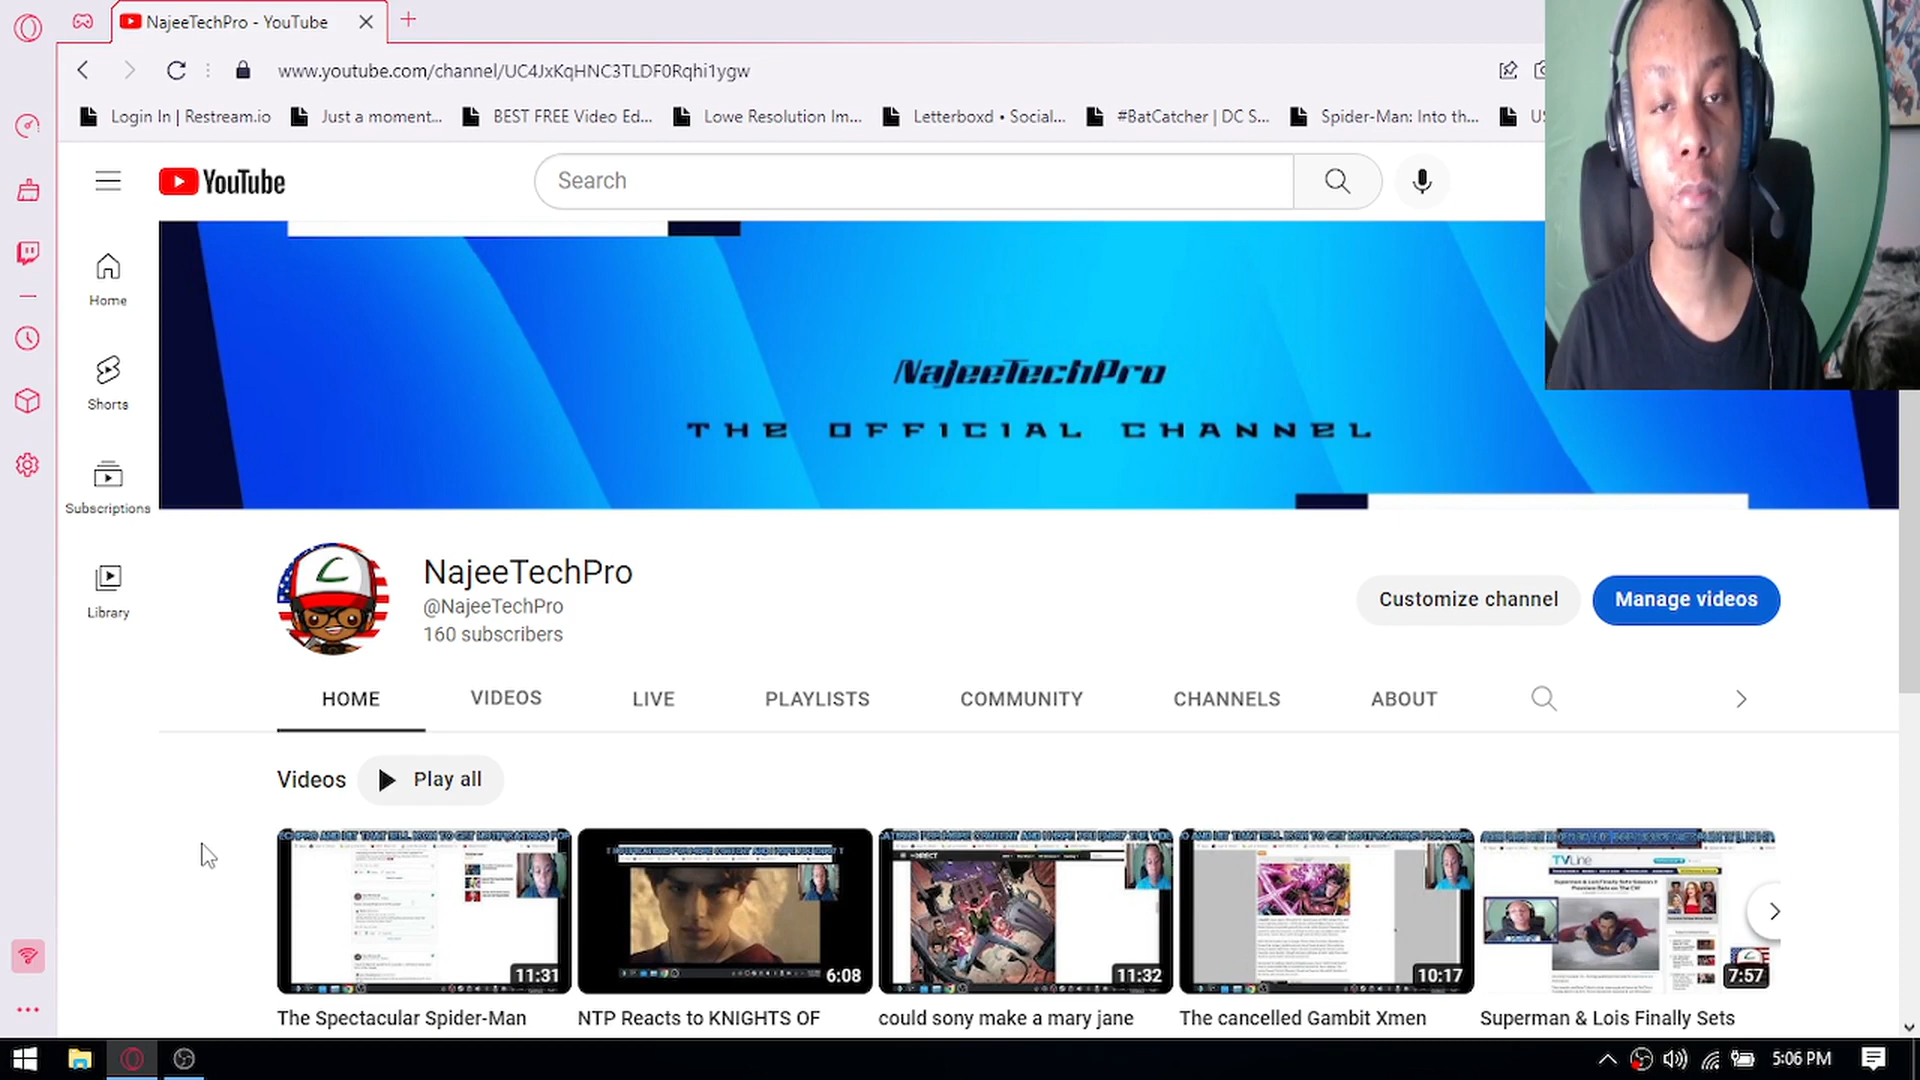 NajeeTechPro - YouTube
www.youtube.com/channel/UC4JxKqHNC3TLDF0Rqhi1ygw
Login In | Restream.io
Just a moment...
BEST FREE Video Ed...
Lowe Resolution Im...
Letterboxd • Social...
#BatCatcher | DC S...
Spider-Man: Into th...
YouTube
Search
Home
Shorts
Subscriptions
Library
NajeeTechPro
THE OFFICIAL CHANNEL
NajeeTechPro
@NajeeTechPro
160 subscribers
Customize channel
Manage videos
HOME
VIDEOS
LIVE
PLAYLISTS
COMMUNITY
CHANNELS
ABOUT
Videos
Play all
TVLine
11:31
6:08
11:32
10:17
7:57
The Spectacular Spider-Man
NTP Reacts to KNIGHTS OF
could sony make a mary jane
The cancelled Gambit Xmen
Superman & Lois Finally Sets
5:06 PM